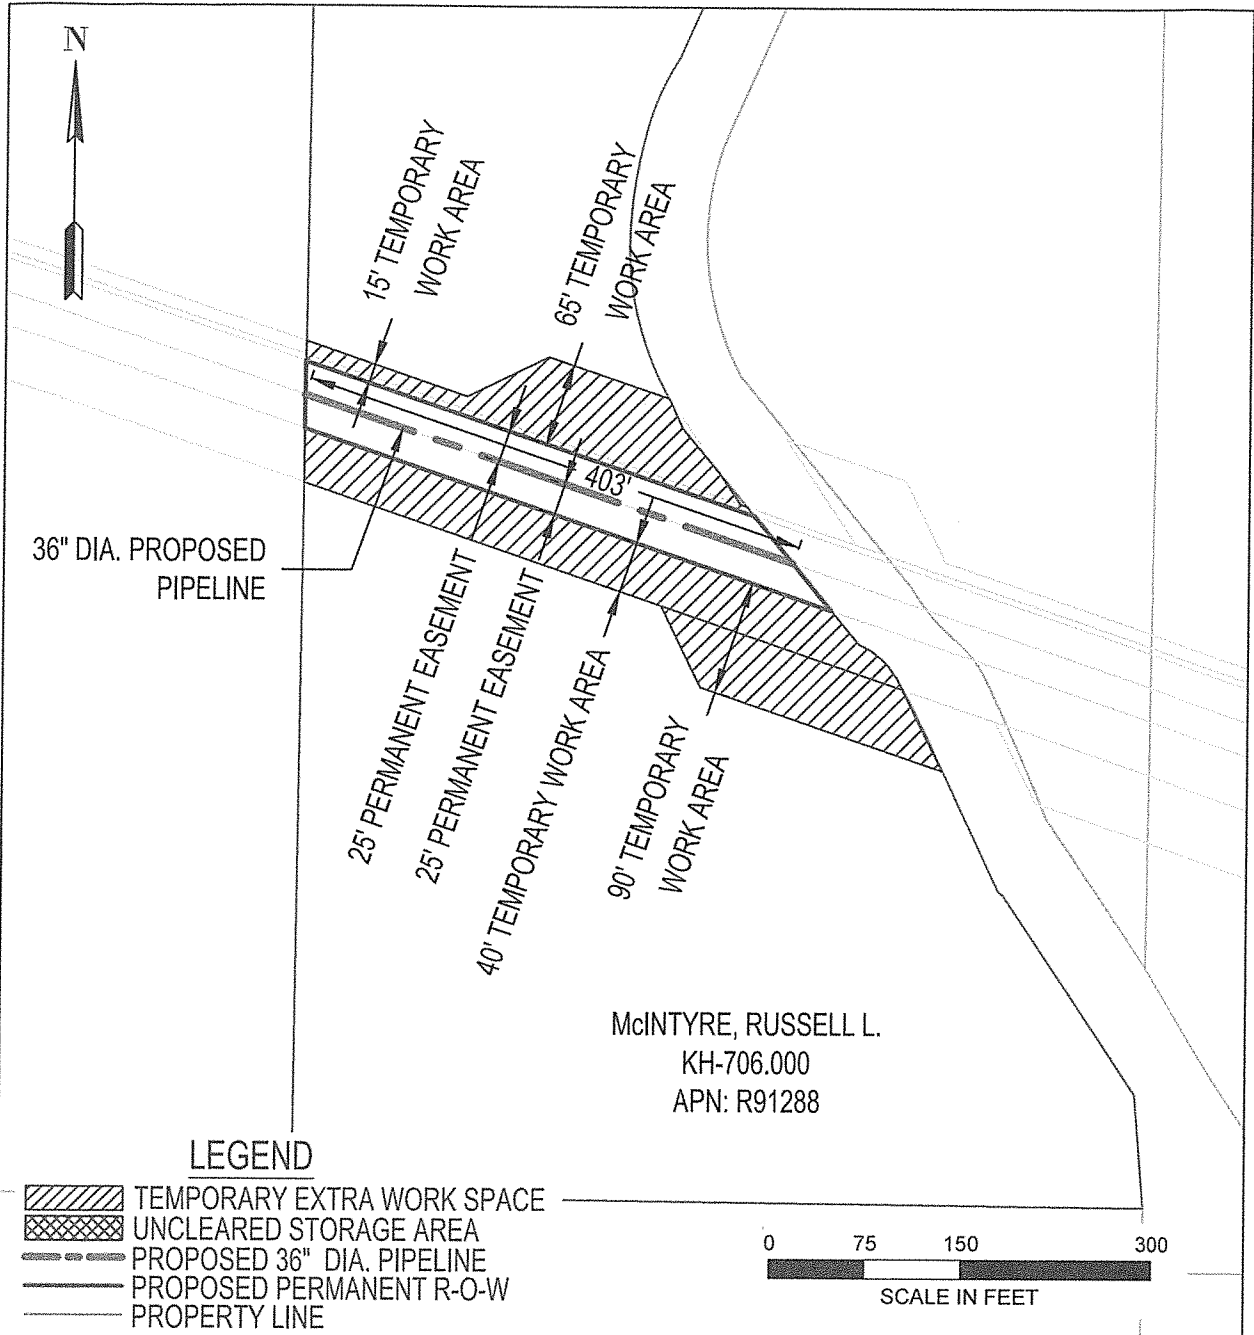 N
15' TEMPORARY
WORK AREA
65' TEMPORARY
WORK AREA
403'
36" DIA. PROPOSED
PIPELINE
25' PERMANENT EASEMENT
25' PERMANENT EASEMENT
40' TEMPORARY WORK AREA
90' TEMPORARY
WORK AREA
McINTYRE, RUSSELL L.
KH-706.000
APN: R91288
LEGEND
TEMPORARY EXTRA WORK SPACE
UNCLEARED STORAGE AREA
PROPOSED 36" DIA. PIPELINE
PROPOSED PERMANENT R-O-W
PROPERTY LINE
0 75 150 300
SCALE IN FEET